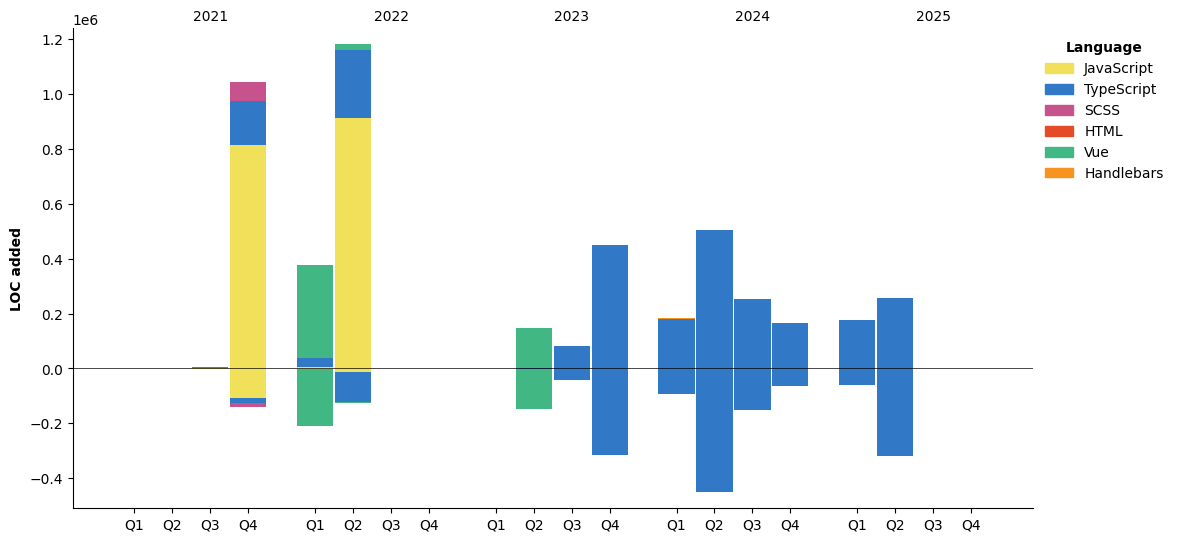 1e6
2021 2022 2023 2024 2025
1.2
1.0
0.8
0.6
0.4
0.2
0.0
−0.2
−0.4
LOC added
Q1 Q2 Q3 Q4 Q1 Q2 Q3 Q4 Q1 Q2 Q3 Q4 Q1 Q2 Q3 Q4 Q1 Q2 Q3 Q4
Language
JavaScript
TypeScript
SCSS
HTML
Vue
Handlebars